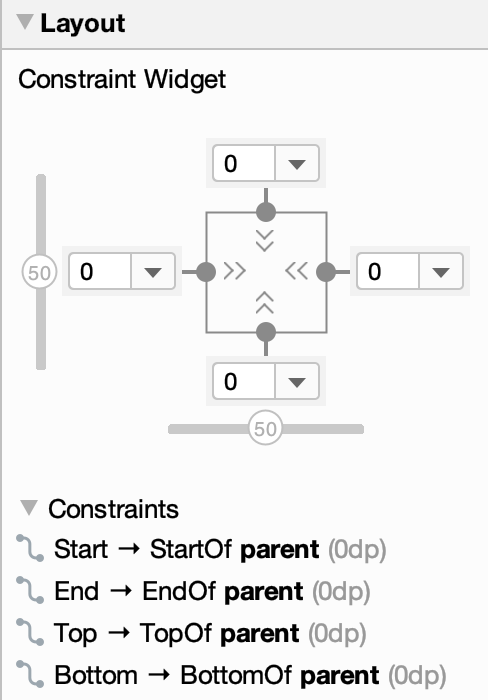 Layout
Constraint Widget
0
50
0
0
0
50
Constraints
Start → StartOf parent (0dp)
End → EndOf parent (0dp)
Top → TopOf parent (0dp)
Bottom → BottomOf parent (0dp)